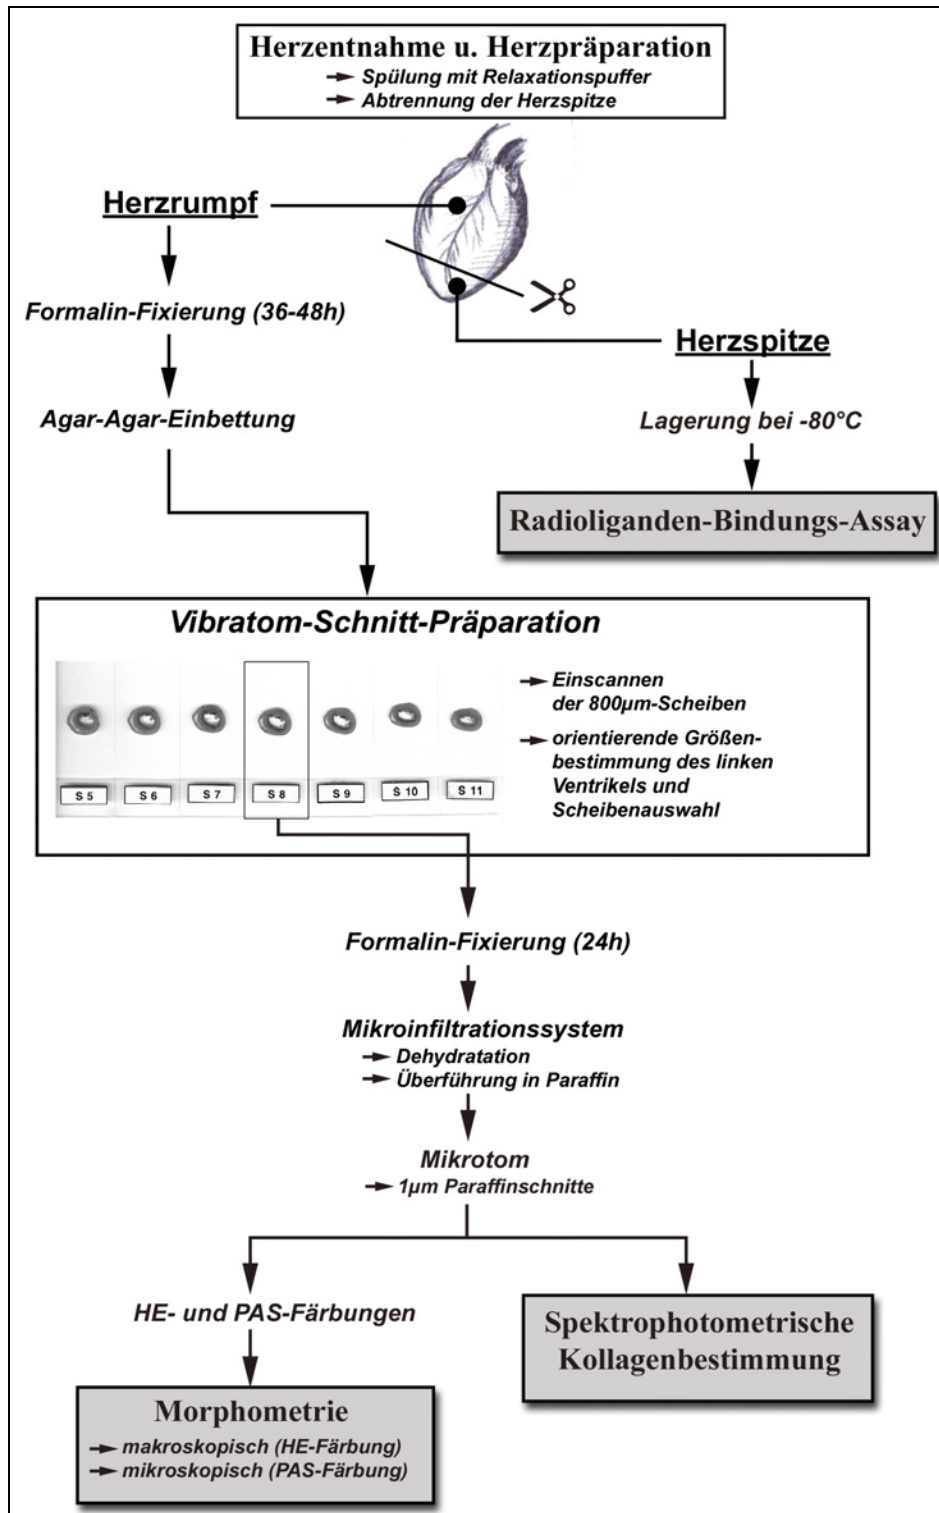 Herzentnahme u. Herzpräparation
Spülung mit Relaxationspuffer
Abtrennung der Herzspitze
Herzrumpf
Formalin-Fixierung (36-48h)
Agar-Agar-Einbettung
Herzspitze
Lagerung bei -80°C
Radioliganden-Bindungs-Assay
Vibratom-Schnitt-Präparation
S 5
S 6
S 7
S 8
S 9
S 10
S 11
Einscannen
der 800µm-Scheiben
orientierende Größen-
bestimmung des linken
Ventrikels und
Scheibenauswahl
Formalin-Fixierung (24h)
Mikroinfiltrationssystem
Dehydratation
Überführung in Paraffin
Mikrotom
1µm Paraffinschnitte
HE- und PAS-Färbungen
Morphometrie
makroskopisch (HE-Färbung)
mikroskopisch (PAS-Färbung)
Spektrophotometrische
Kollagenbestimmung